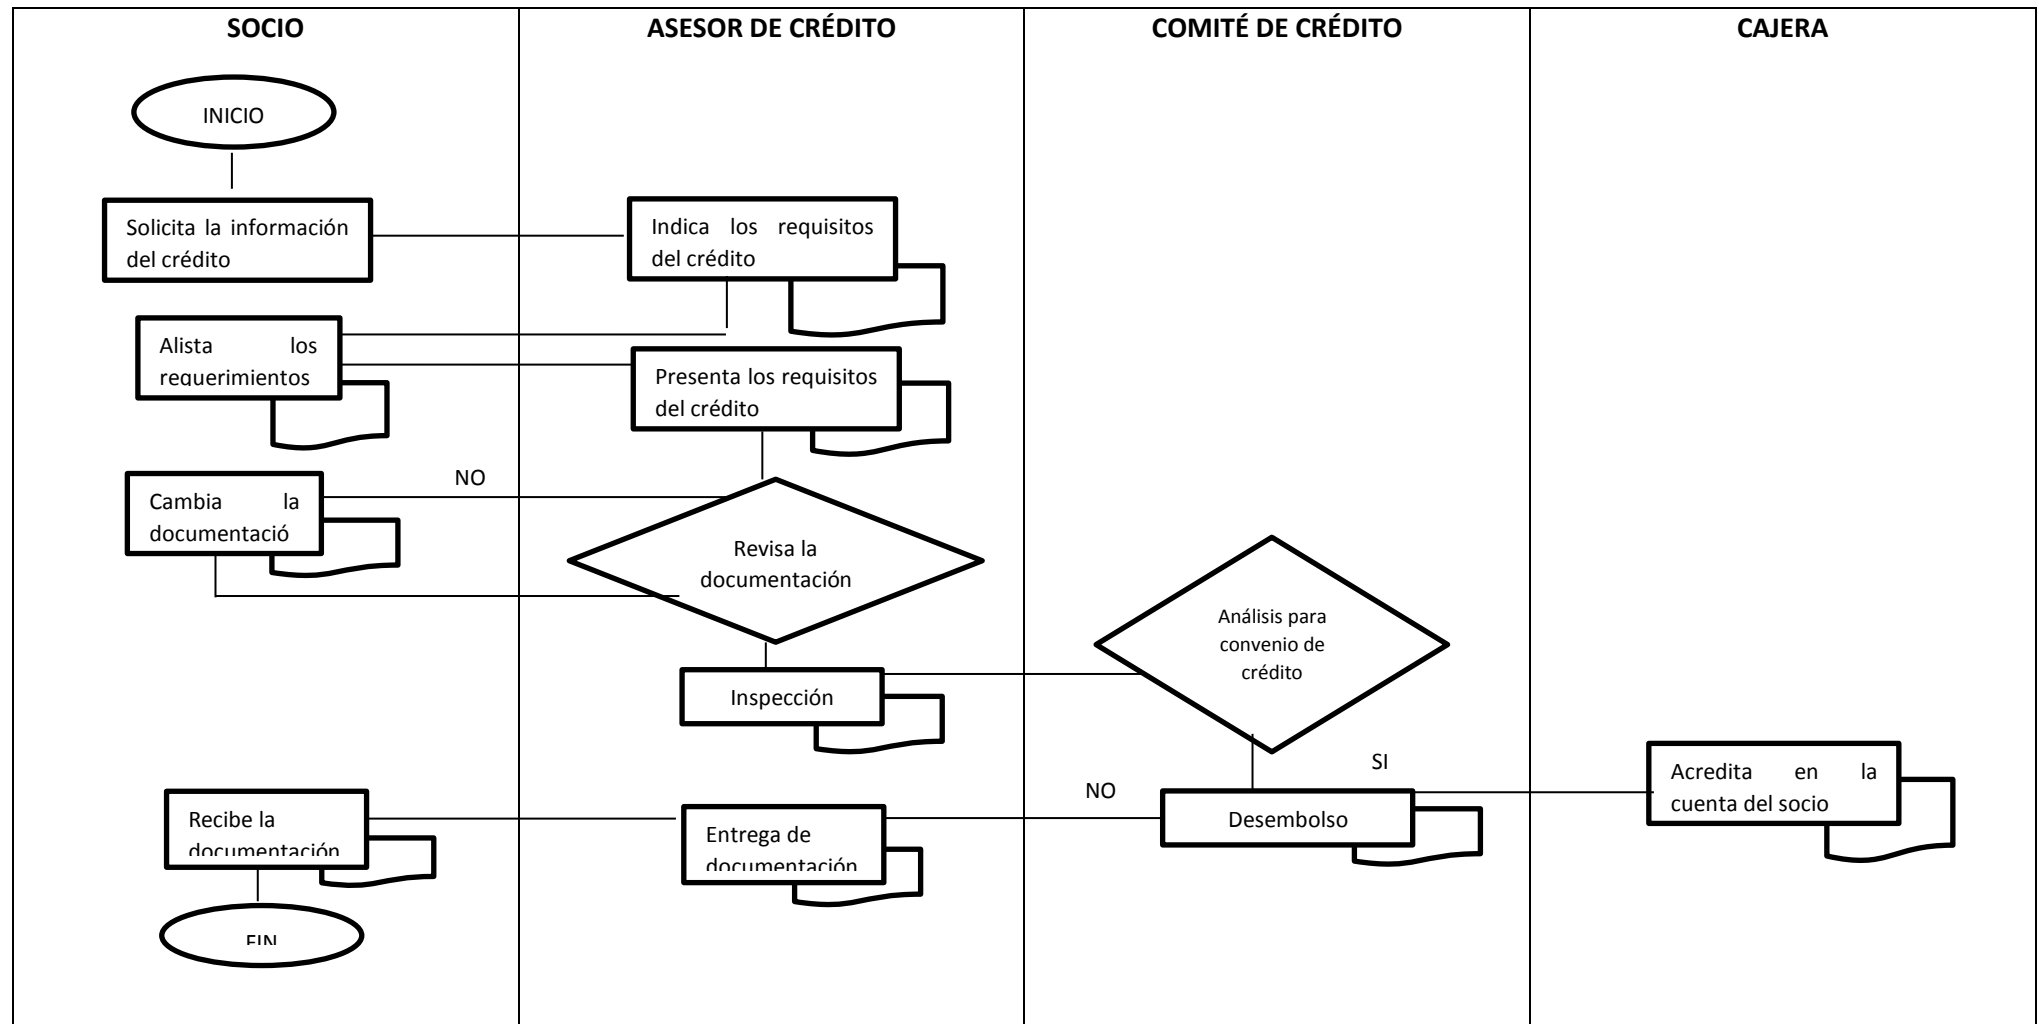 SOCIO
ASESOR DE CRÉDITO
COMITÉ DE CRÉDITO
CAJERA
INICIO
Solicita la información
del crédito
Indica los requisitos
del crédito
Alista los
requerimientos
Presenta los requisitos
del crédito
NO
Cambia la
documentació
Revisa la
documentación
Análisis para
convenio de
crédito
Inspección
SI
Acredita en la
cuenta del socio
NO
Desembolso
Recibe la
documentación
Entrega de
documentación
FIN